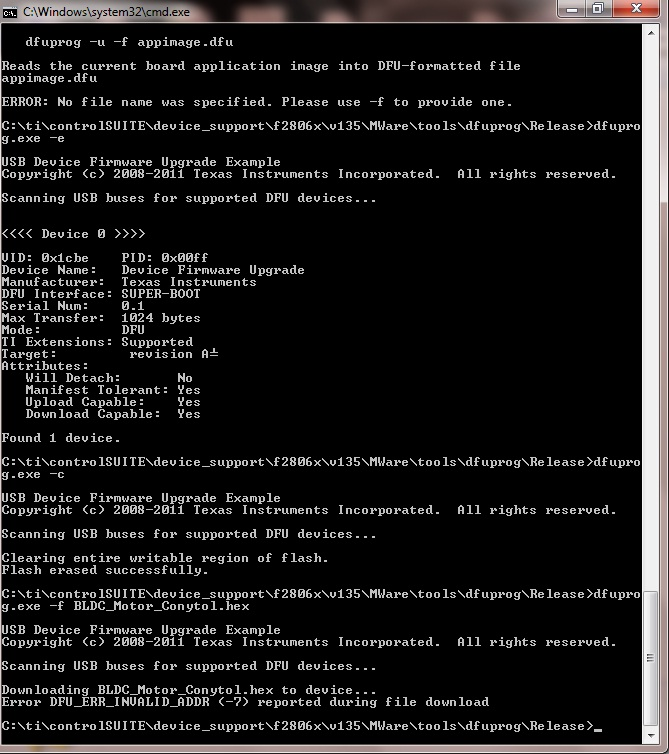 C:\Windows\system32\cmd.exe
dfuprog -u -f appimage.dfu
Reads the current board application image into DFU-formatted file
appimage.dfu
ERROR: No file name was specified. Please use -f to provide one.
C:\ti\controlSUITE\device_support\f2806x\v135\MWare\tools\dfuprog\Release>dfupro
g.exe -e
USB Device Firmware Upgrade Example
Copyright (c) 2008-2011 Texas Instruments Incorporated.  All rights reserved.
Scanning USB buses for supported DFU devices...
<<<< Device 0 >>>>
VID: 0x1cbe    PID: 0x00ff
Device Name:   Device Firmware Upgrade
Manufacturer:  Texas Instruments
DFU Interface: SUPER-BOOT
Serial Num:    0.1
Max Transfer:  1024 bytes
Mode:          DFU
TI Extensions: Supported
Target:         revision A╧
Attributes:
Will Detach:       No
Manifest Tolerant: Yes
Upload Capable:    Yes
Download Capable:  Yes
Found 1 device.
C:\ti\controlSUITE\device_support\f2806x\v135\MWare\tools\dfuprog\Release>dfupro
g.exe -c
USB Device Firmware Upgrade Example
Copyright (c) 2008-2011 Texas Instruments Incorporated.  All rights reserved.
Scanning USB buses for supported DFU devices...
Clearing entire writable region of flash.
Flash erased successfully.
C:\ti\controlSUITE\device_support\f2806x\v135\MWare\tools\dfuprog\Release>dfupro
g.exe -f BLDC_Motor_Conytol.hex
USB Device Firmware Upgrade Example
Copyright (c) 2008-2011 Texas Instruments Incorporated.  All rights reserved.
Scanning USB buses for supported DFU devices...
Downloading BLDC_Motor_Conytol.hex to device...
Error DFU_ERR_INVALID_ADDR (-7) reported during file download
C:\ti\controlSUITE\device_support\f2806x\v135\MWare\tools\dfuprog\Release>_